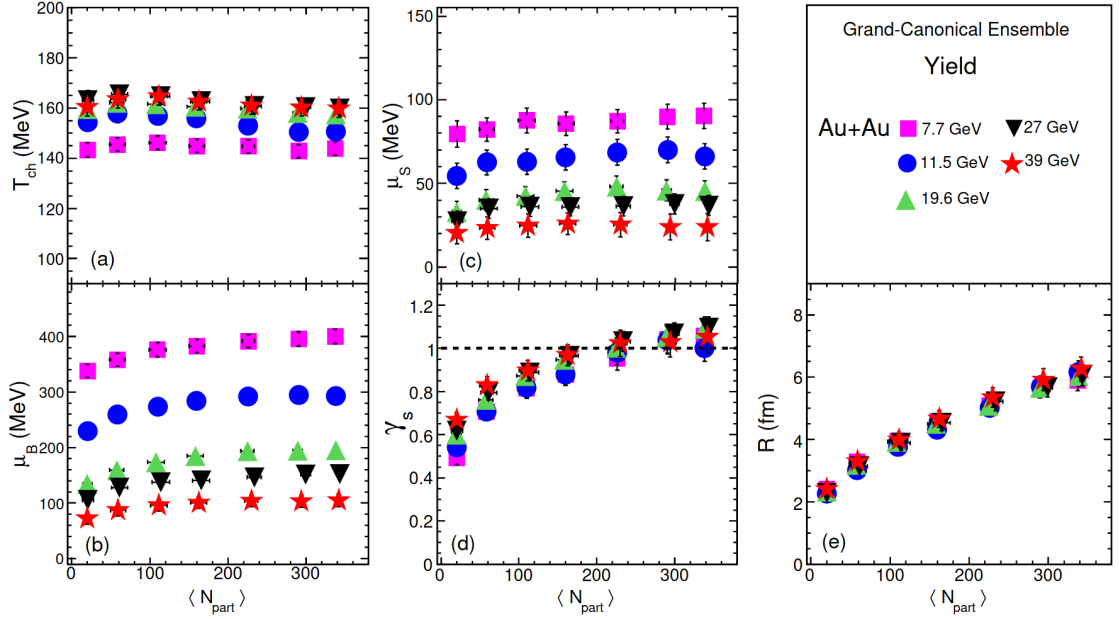 200
180
160
140
120
100
T_ch (MeV)
(a)
400
300
200
100
0
μ_B (MeV)
(b)
0 100 200 300
⟨ N_part ⟩
150
100
50
0
μ_S (MeV)
(c)
1.2
1
0.8
0.6
0.4
0.2
0
γ_s
(d)
0 100 200 300
⟨ N_part ⟩
Grand-Canonical Ensemble
Yield
Au+Au 7.7 GeV 27 GeV
11.5 GeV 39 GeV
19.6 GeV
8
6
4
2
0
R (fm)
(e)
0 100 200 300
⟨ N_part ⟩